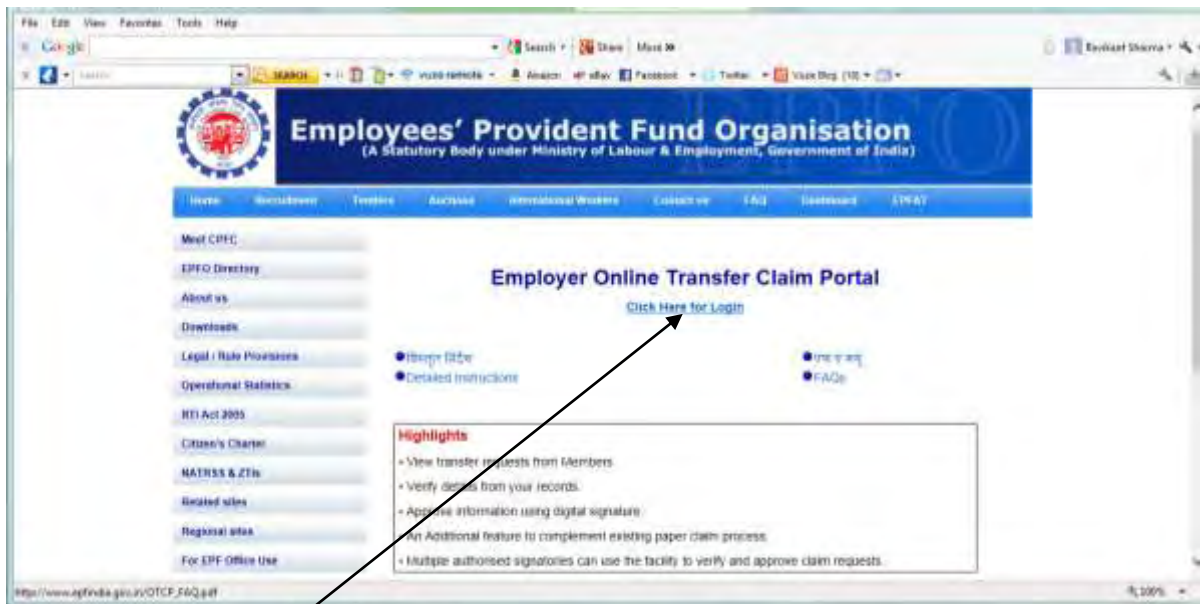 File Edit View Favorites Tools Help
Google Search Share More »
SEARCH Amazon eBay Facebook Twitter
Employees' Provident Fund Organisation
(A Statutory Body under Ministry of Labour & Employment, Government of India)
Home Recruitment Tenders Auctions International Workers Contact us FAQ Dashboard EPFAT
Meet CPFC
EPFO Directory
About us
Downloads
Legal / Rule Provisions
Operational Statistics
RTI Act 2005
Citizen's Charter
NATRSS & ZTIs
Related sites
Regional sites
For EPF Office Use
Employer Online Transfer Claim Portal
Click Here for Login
Detailed Instructions
FAQs
Highlights
• View transfer requests from Members
• Verify details from your records.
• Approve information using digital signature.
• An Additional feature to complement existing paper claim process.
• Multiple authorised signatories can use the facility to verify and approve claim requests.
http://www.epfindia.gov.in/OTCP_FAQ.pdf
100%